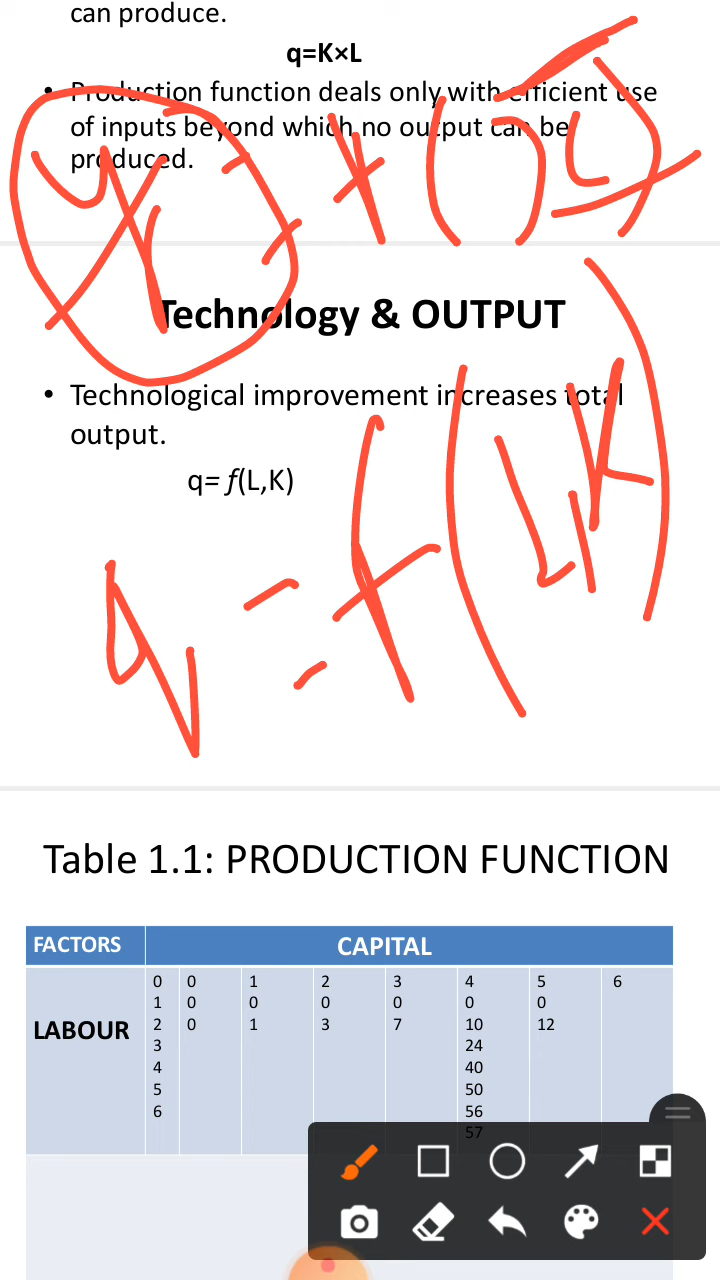 can produce.
q=K×L
• Production function deals only with efficient use
of inputs beyond which no output can be
produced.
Technology & OUTPUT
• Technological improvement increases total
output.
q= f(L,K)
q = f(L,K)
Table 1.1: PRODUCTION FUNCTION
FACTORS CAPITAL
LABOUR
0 0 1 2 3 4 5 6
1 0 0 0 0 0 0
2 0 1 3 7 10 12
3 24
4 40
5 50
6 56
57